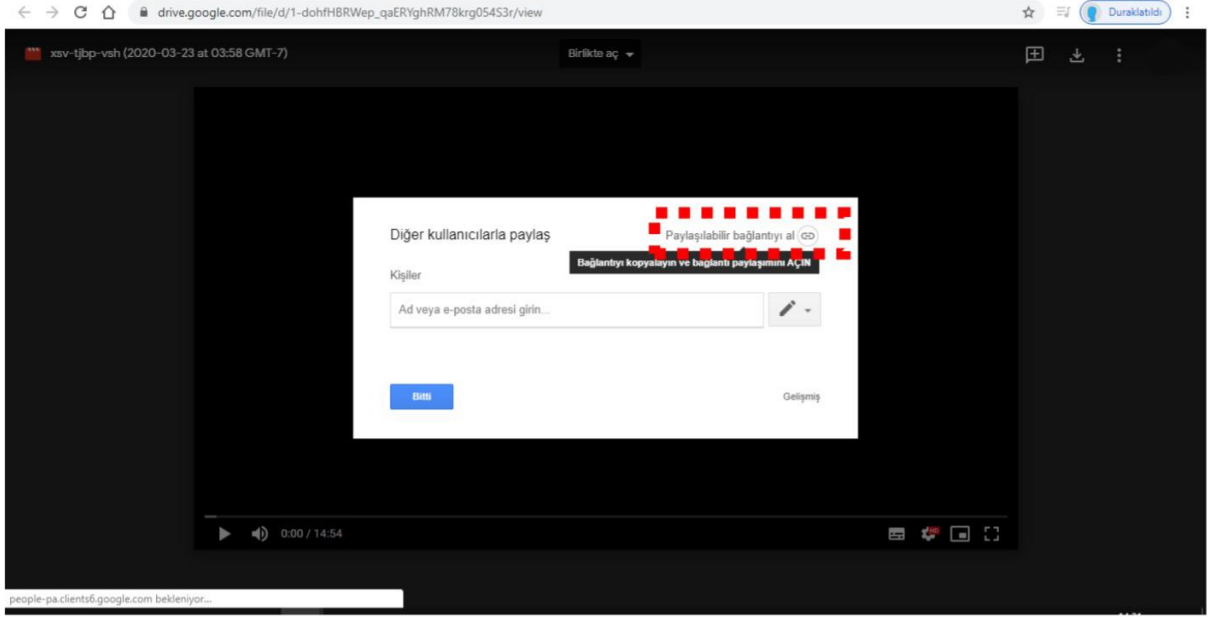 drive.google.com/file/d/1-dohfHBRWep_qaERYghRM78krg054S3r/view
Duraklatıldı
xsv-tjbp-vsh (2020-03-23 at 03:58 GMT-7)
Birlikte aç
Diğer kullanıcılarla paylaş
Paylaşılabilir bağlantıyı al
Bağlantıyı kopyalayın ve bağlantı paylaşımını AÇIN
Kişiler
Ad veya e-posta adresi girin...
Bitti
Gelişmiş
0:00 / 14:54
HD
people-pa.clients6.google.com bekleniyor...